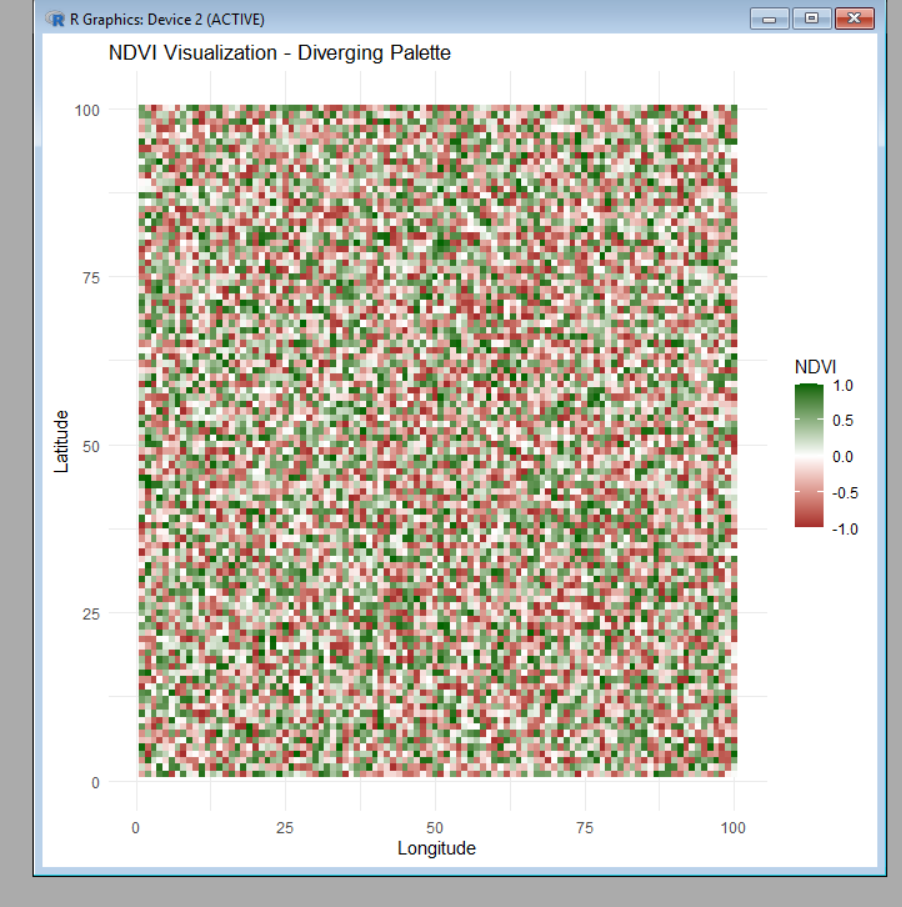 R Graphics: Device 2 (ACTIVE)
NDVI Visualization - Diverging Palette
100
75
50
25
0
Latitude
0 25 50 75 100
Longitude
NDVI
1.0
0.5
0.0
-0.5
-1.0